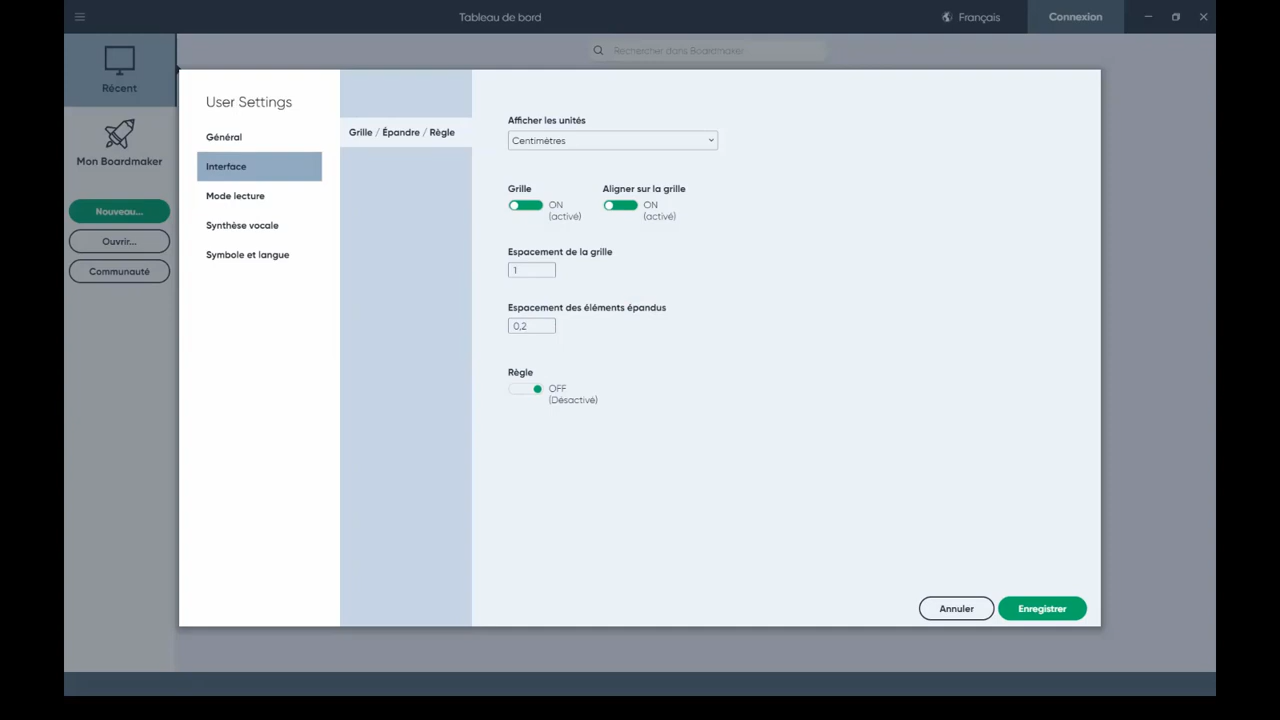 Tableau de bord
Français
Connexion
Récent
Rechercher dans Boardmaker
Mon Boardmaker
Nouveau...
Ouvrir...
Communauté
User Settings
Général
Interface
Mode lecture
Synthèse vocale
Symbole et langue
Grille / Épandre / Règle
Afficher les unités
Centimètres
Grille
Aligner sur la grille
ON
(activé)
ON
(activé)
Espacement de la grille
1
Espacement des éléments épandus
0,2
Règle
OFF
(Désactivé)
Annuler
Enregistrer